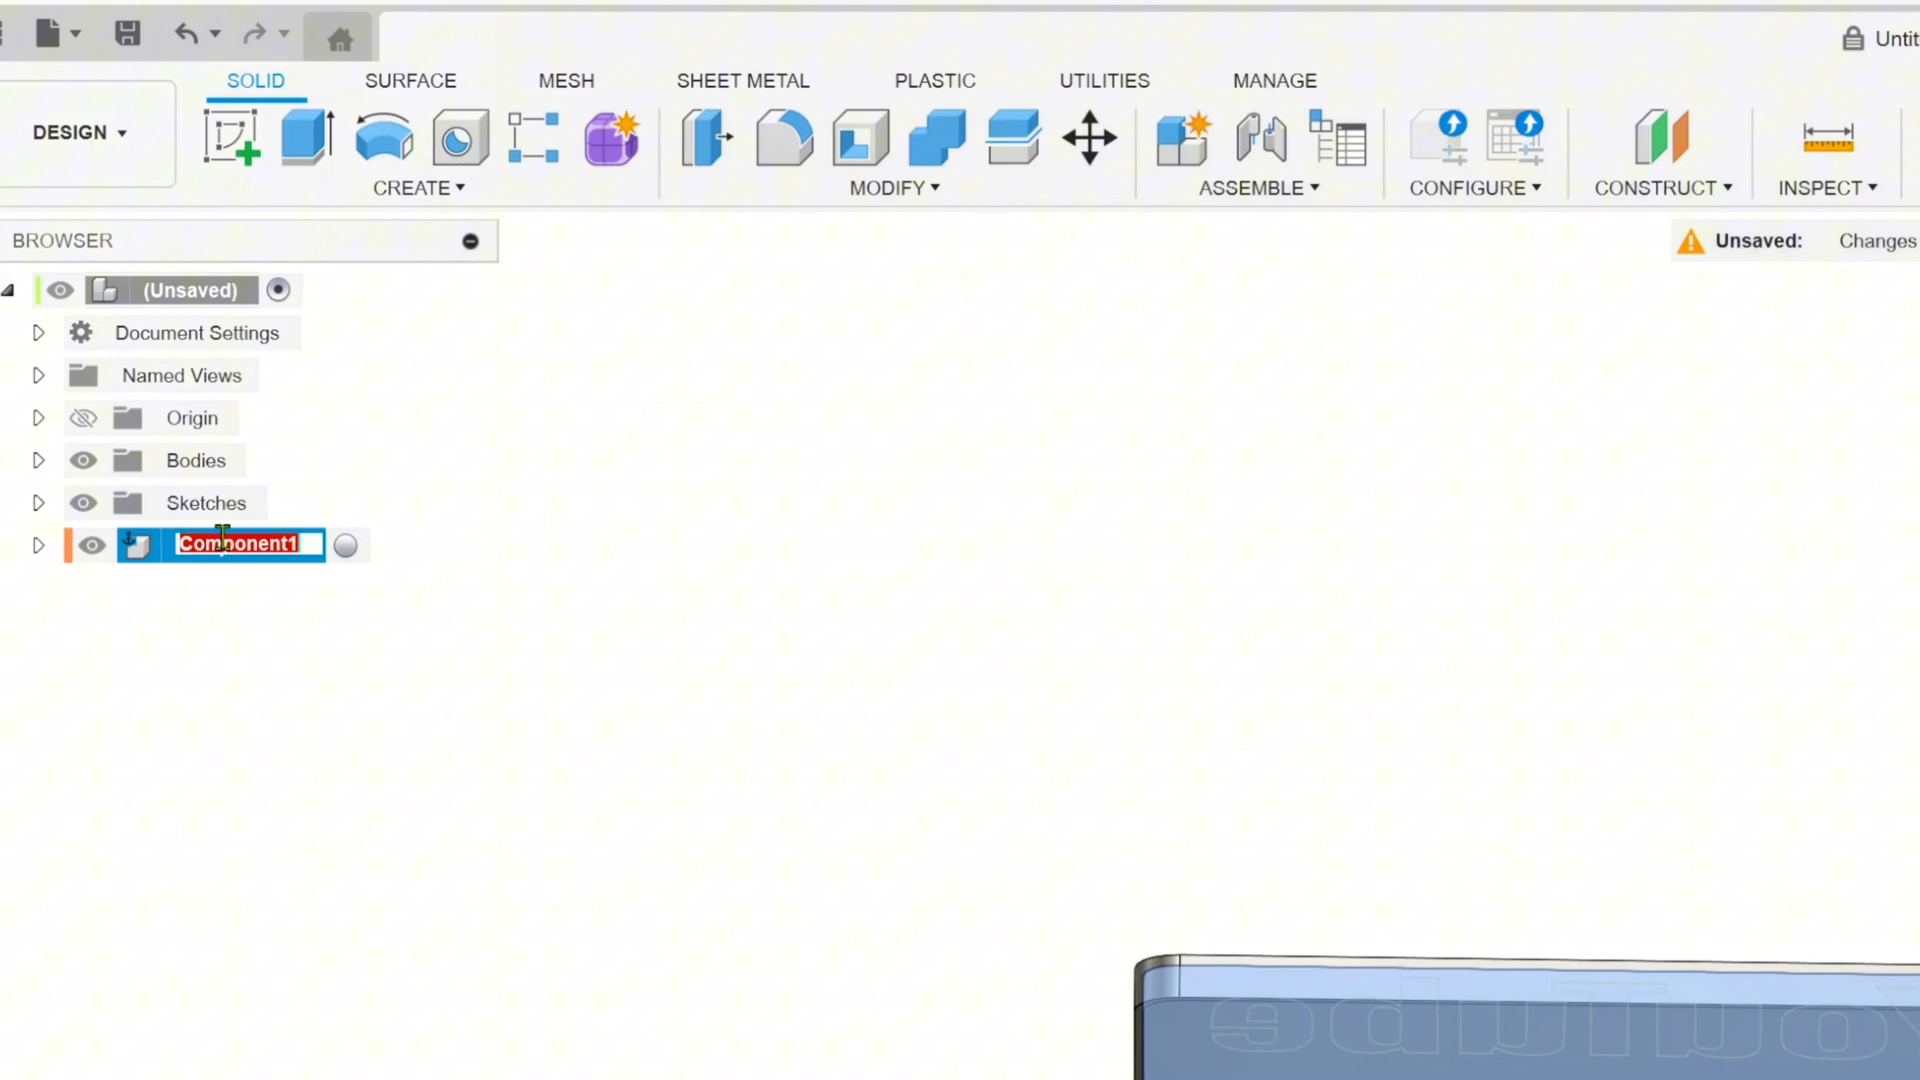 Untit
SOLID SURFACE MESH SHEET METAL PLASTIC UTILITIES MANAGE
DESIGN
CREATE MODIFY ASSEMBLE CONFIGURE CONSTRUCT INSPECT
BROWSER
Unsaved: Changes
(Unsaved)
Document Settings
Named Views
Origin
Bodies
Sketches
Component1
YouTube